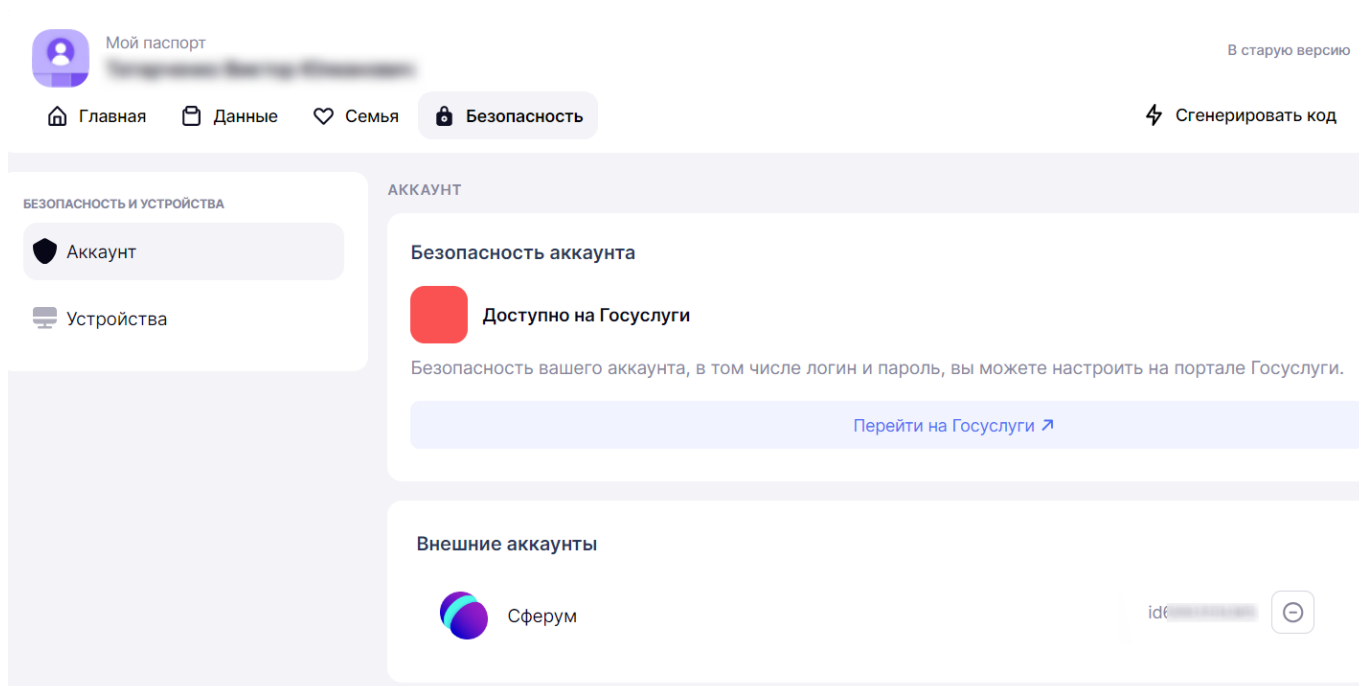 Мой паспорт
В старую версию
Главная
Данные
Семья
Безопасность
Сгенерировать код
БЕЗОПАСНОСТЬ И УСТРОЙСТВА
Аккаунт
Устройства
АККАУНТ
Безопасность аккаунта
Доступно на Госуслуги
Безопасность вашего аккаунта, в том числе логин и пароль, вы можете настроить на портале Госуслуги.
Перейти на Госуслуги
Внешние аккаунты
Сферум